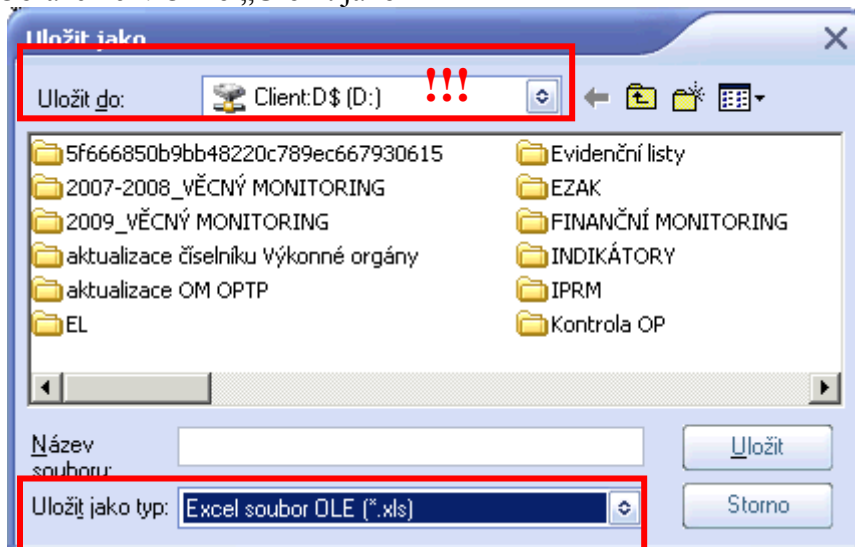 Uložit jako
Uložit do: Client:D$ (D:) !!!
5f666850b9bb48220c789ec667930615
2007-2008_VĚCNÝ MONITORING
2009_VĚCNÝ MONITORING
aktualizace číselníku Výkonné orgány
aktualizace OM OPTP
EL
Evidenční listy
EZAK
FINANČNÍ MONITORING
INDIKÁTORY
IPRM
Kontrola OP
Název
souboru:
Uložit
Uložit jako typ: Excel soubor OLE (*.xls)
Storno